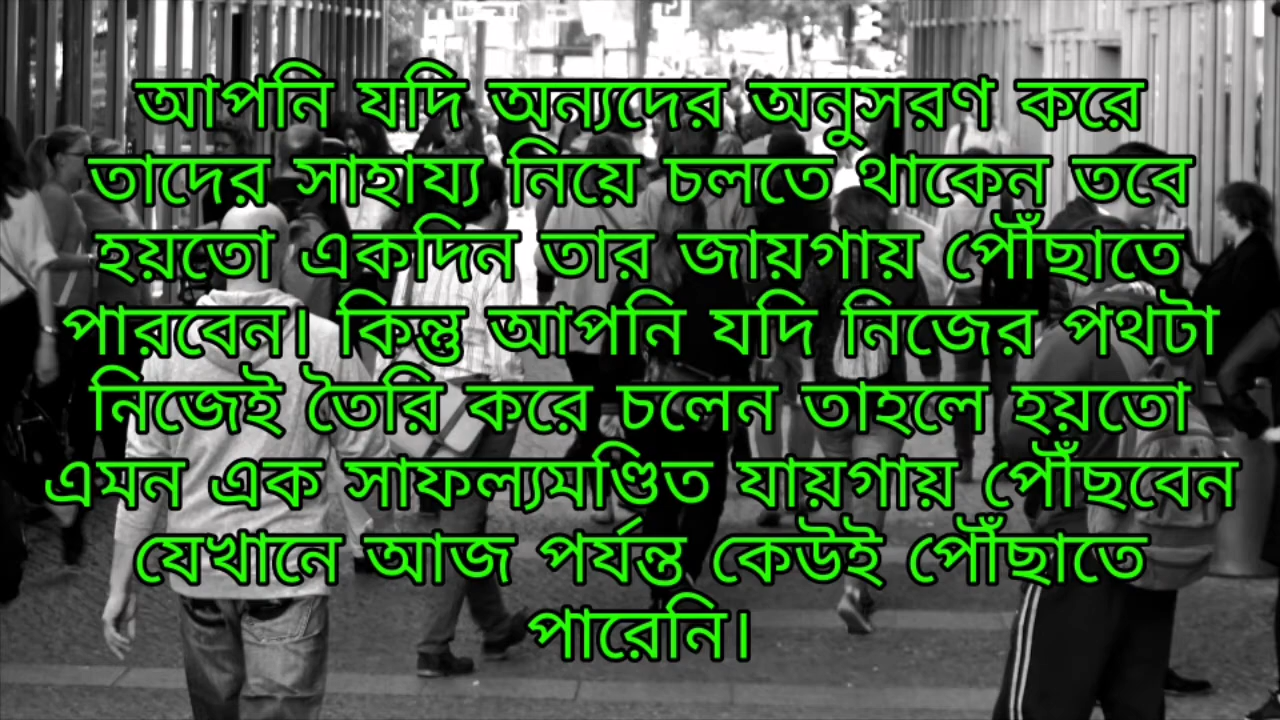 আপনি যদি অন্যদের অনুসরণ করে
তাদের সাহায্য নিয়ে চলতে থাকেন তবে
হয়তো একদিন তার জায়গায় পৌঁছাতে
পারবেন। কিন্তু আপনি যদি নিজের পথটা
নিজেই তৈরি করে চলেন তাহলে হয়তো
এমন এক সাফল্যমণ্ডিত যায়গায় পৌঁছবেন
যেখানে আজ পর্যন্ত কেউই পৌঁছাতে
পারেনি।